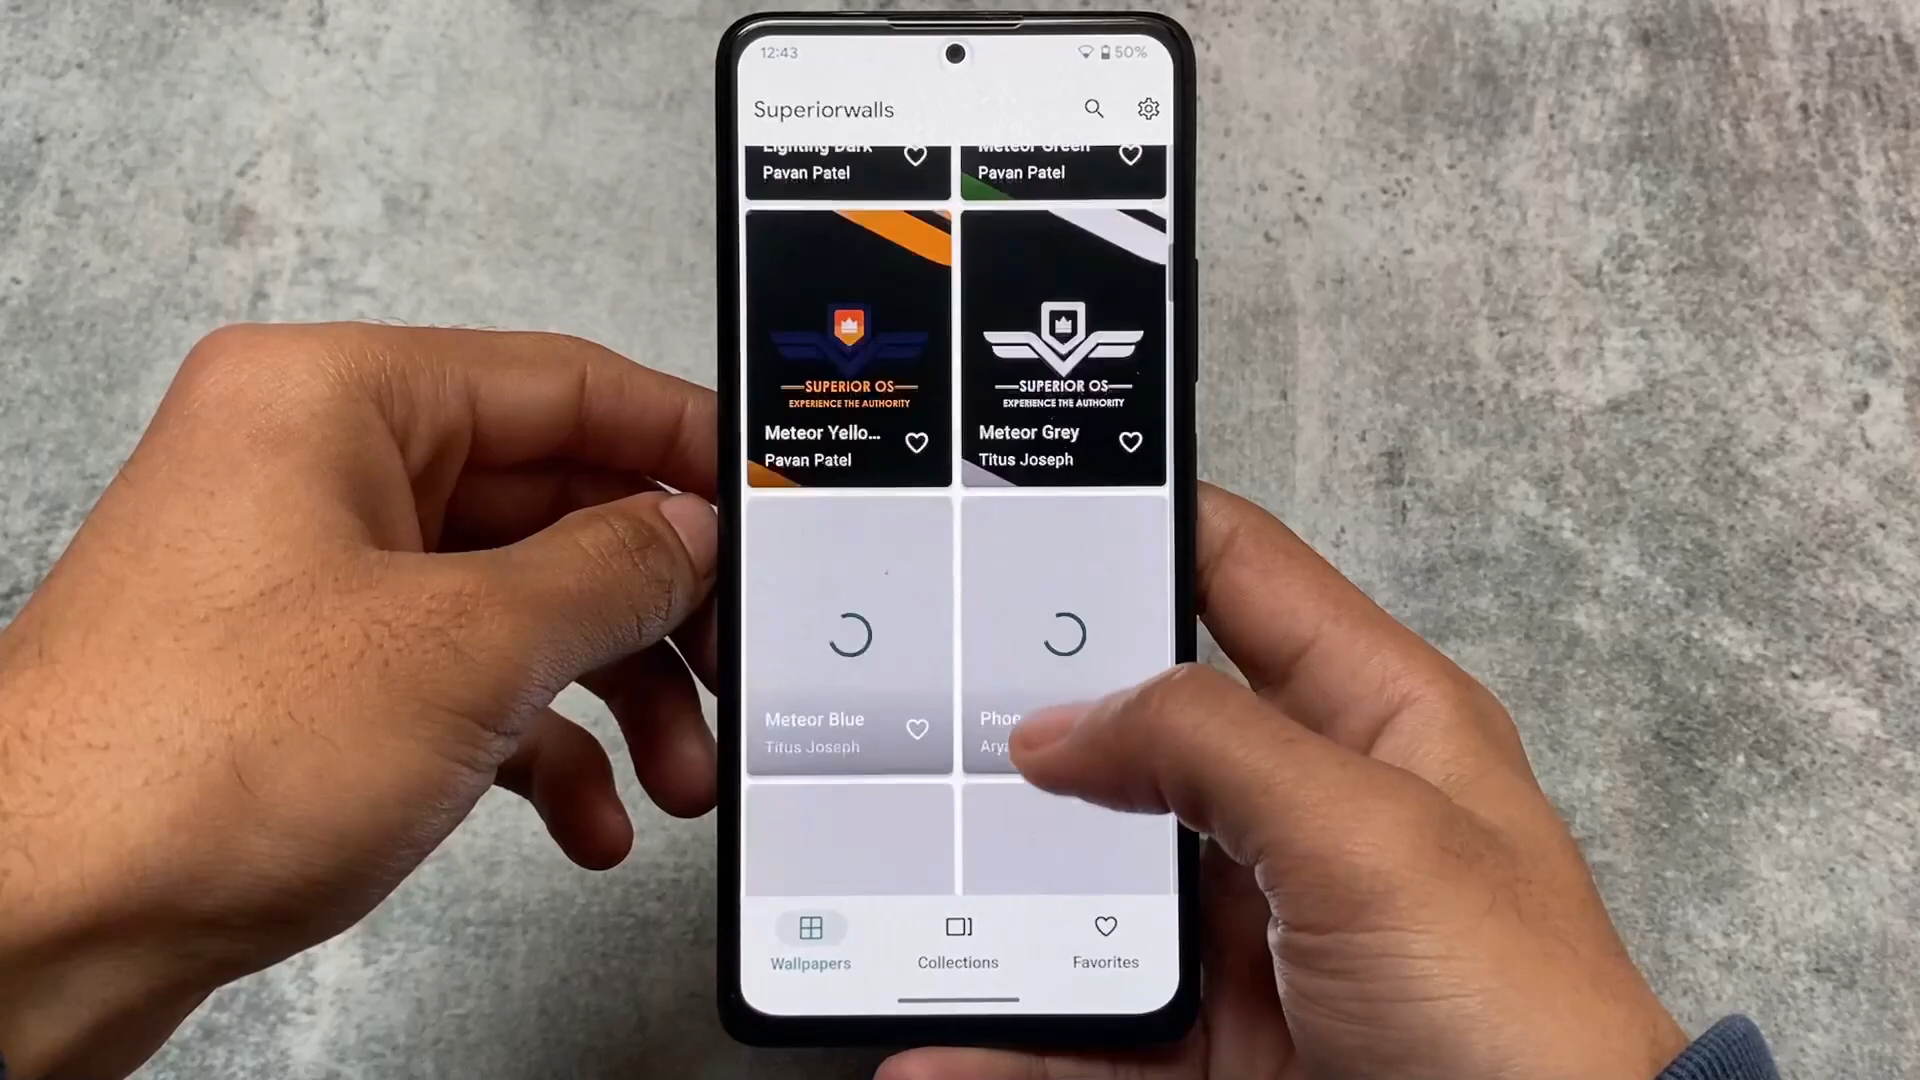 12:43
50%
Superiorwalls
Lighting Dark
Pavan Patel
Meteor Green
Pavan Patel
SUPERIOR OS
EXPERIENCE THE AUTHORITY
Meteor Yello...
Pavan Patel
SUPERIOR OS
EXPERIENCE THE AUTHORITY
Meteor Grey
Titus Joseph
Meteor Blue
Titus Joseph
Phoe
Arya
Wallpapers
Collections
Favorites